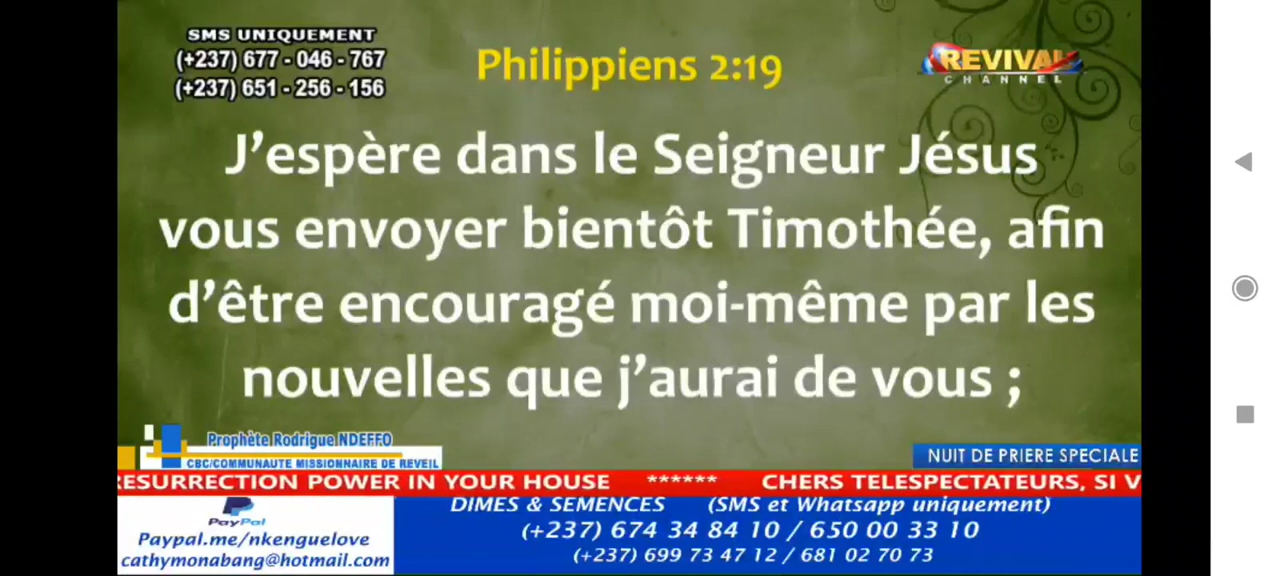 SMS UNIQUEMENT
(+237) 677 - 046 - 767
(+237) 651 - 256 - 156
Philippiens 2:19
REVIVAL
CHANNEL
J’espère dans le Seigneur Jésus
vous envoyer bientôt Timothée, afin
d’être encouragé moi-même par les
nouvelles que j’aurai de vous ;
Prophète Rodrigue NDEFFO
CBC/COMMUNAUTE MISSIONNAIRE DE REVEIL
NUIT DE PRIERE SPECIALE
ESURRECTION POWER IN YOUR HOUSE ****** CHERS TELESPECTATEURS, SI V
PayPal
Paypal.me/nkenguelove
cathymonabang@hotmail.com
DIMES & SEMENCES (SMS et Whatsapp uniquement)
(+237) 674 34 84 10 / 650 00 33 10
(+237) 699 73 47 12 / 681 02 70 73